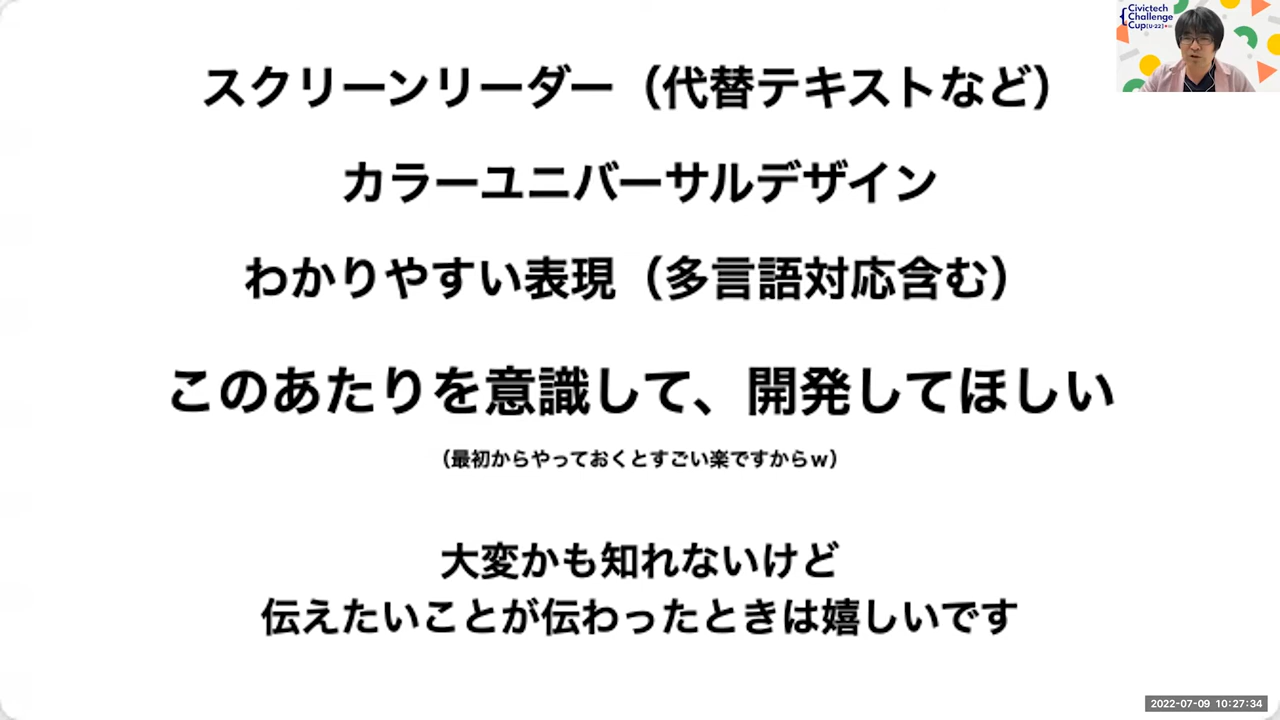 スクリーンリーダー（代替テキストなど）
カラーユニバーサルデザイン
わかりやすい表現（多言語対応含む）
このあたりを意識して、開発してほしい
（最初からやっておくとすごい楽ですからｗ）
大変かも知れないけど
伝えたいことが伝わったときは嬉しいです
Civictech
Challenge
Cup[U-22]
2022-07-09 10:27:34